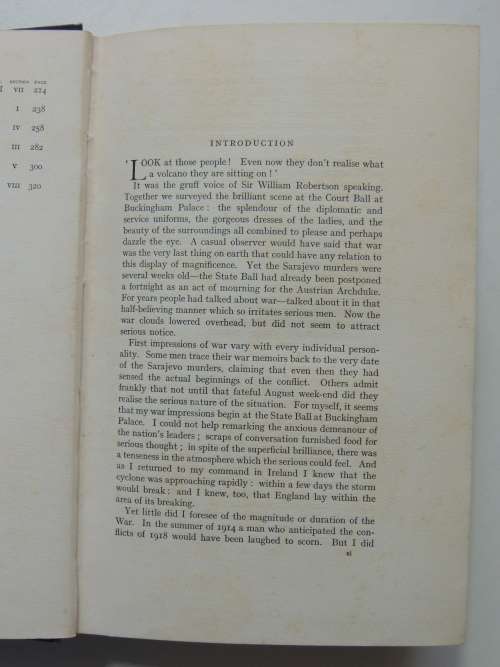 SECTION PAGE
VII 224
I 238
IV 258
III 282
V 300
VIII 320
INTRODUCTION
'LOOK at those people! Even now they don't realise what
a volcano they are sitting on!'
It was the gruff voice of Sir William Robertson speaking.
Together we surveyed the brilliant scene at the Court Ball at
Buckingham Palace: the splendour of the diplomatic and
service uniforms, the gorgeous dresses of the ladies, and the
beauty of the surroundings all combined to please and perhaps
dazzle the eye. A casual observer would have said that war
was the very last thing on earth that could have any relation to
this display of magnificence. Yet the Sarajevo murders were
several weeks old—the State Ball had already been postponed
a fortnight as an act of mourning for the Austrian Archduke.
For years people had talked about war—talked about it in that
half-believing manner which so irritates serious men. Now the
war clouds lowered overhead, but did not seem to attract
serious notice.
First impressions of war vary with every individual person-
ality. Some men trace their war memoirs back to the very date
of the Sarajevo murders, claiming that even then they had
sensed the actual beginnings of the conflict. Others admit
frankly that not until that fateful August week-end did they
realise the serious nature of the situation. For myself, it seems
that my war impressions begin at the State Ball at Buckingham
Palace. I could not help remarking the anxious demeanour of
the nation's leaders; scraps of conversation furnished food for
serious thought; in spite of the superficial brilliance, there was
a tenseness in the atmosphere which the serious could feel. And
as I returned to my command in Ireland I knew that the
cyclone was approaching rapidly: within a few days the storm
would break: and I knew, too, that England lay within the
area of its breaking.
Yet little did I foresee of the magnitude or duration of the
War. In the summer of 1914 a man who anticipated the con-
flicts of 1918 would have been laughed to scorn. But I did
xi